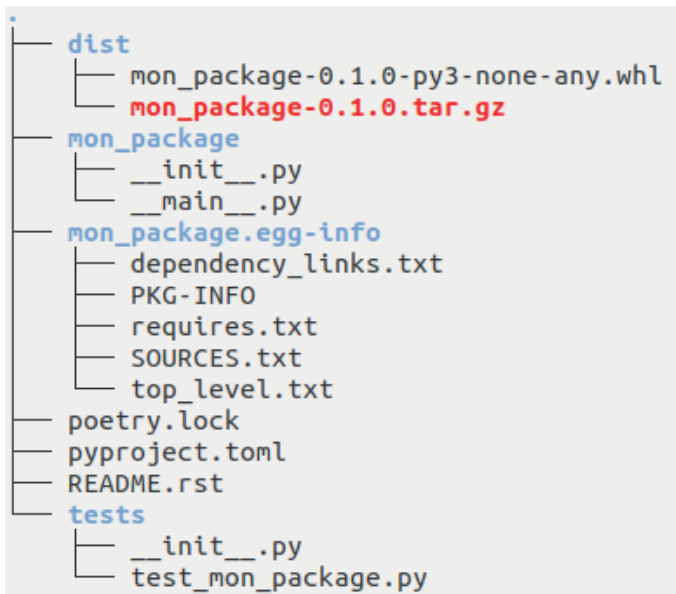 .
├── dist
│   ├── mon_package-0.1.0-py3-none-any.whl
│   └── mon_package-0.1.0.tar.gz
├── mon_package
│   ├── __init__.py
│   └── __main__.py
├── mon_package.egg-info
│   ├── dependency_links.txt
│   ├── PKG-INFO
│   ├── requires.txt
│   ├── SOURCES.txt
│   └── top_level.txt
├── poetry.lock
├── pyproject.toml
├── README.rst
└── tests
    ├── __init__.py
    └── test_mon_package.py